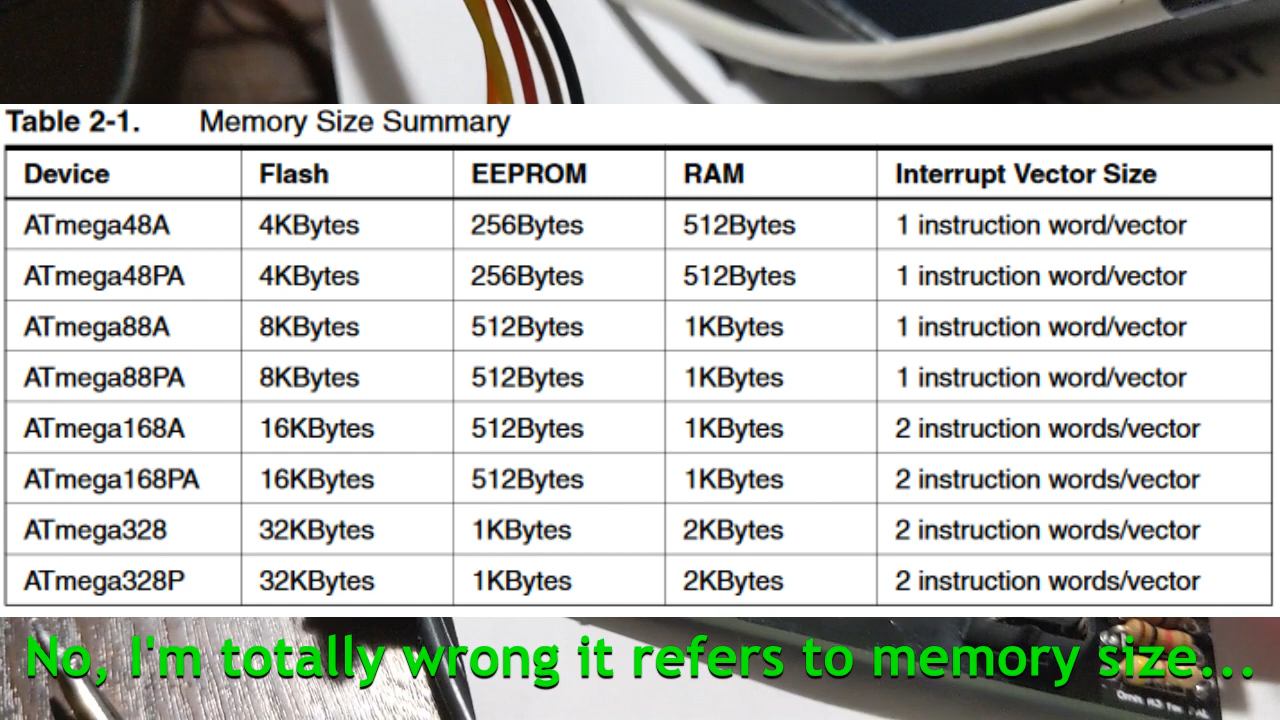 Table 2-1. Memory Size Summary
Device Flash EEPROM RAM Interrupt Vector Size
ATmega48A 4KBytes 256Bytes 512Bytes 1 instruction word/vector
ATmega48PA 4KBytes 256Bytes 512Bytes 1 instruction word/vector
ATmega88A 8KBytes 512Bytes 1KBytes 1 instruction word/vector
ATmega88PA 8KBytes 512Bytes 1KBytes 1 instruction word/vector
ATmega168A 16KBytes 512Bytes 1KBytes 2 instruction words/vector
ATmega168PA 16KBytes 512Bytes 1KBytes 2 instruction words/vector
ATmega328 32KBytes 1KBytes 2KBytes 2 instruction words/vector
ATmega328P 32KBytes 1KBytes 2KBytes 2 instruction words/vector
No, I'm totally wrong it refers to memory size...